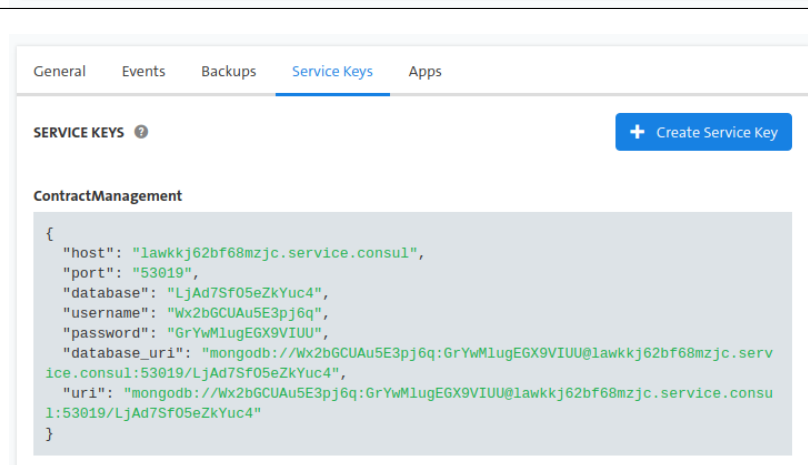 General Events Backups Service Keys Apps
SERVICE KEYS ?
+ Create Service Key
ContractManagement
{
"host": "lawkkj62bf68mzjc.service.consul",
"port": "53019",
"database": "LjAd7SfO5eZkYuc4",
"username": "Wx2bGCUAu5E3pj6q",
"password": "GrYwMlugEGX9VIUU",
"database_uri": "mongodb://Wx2bGCUAu5E3pj6q:GrYwMlugEGX9VIUU@lawkkj62bf68mzjc.serv
ice.consul:53019/LjAd7SfO5eZkYuc4",
"uri": "mongodb://Wx2bGCUAu5E3pj6q:GrYwMlugEGX9VIUU@lawkkj62bf68mzjc.service.consu
l:53019/LjAd7SfO5eZkYuc4"
}